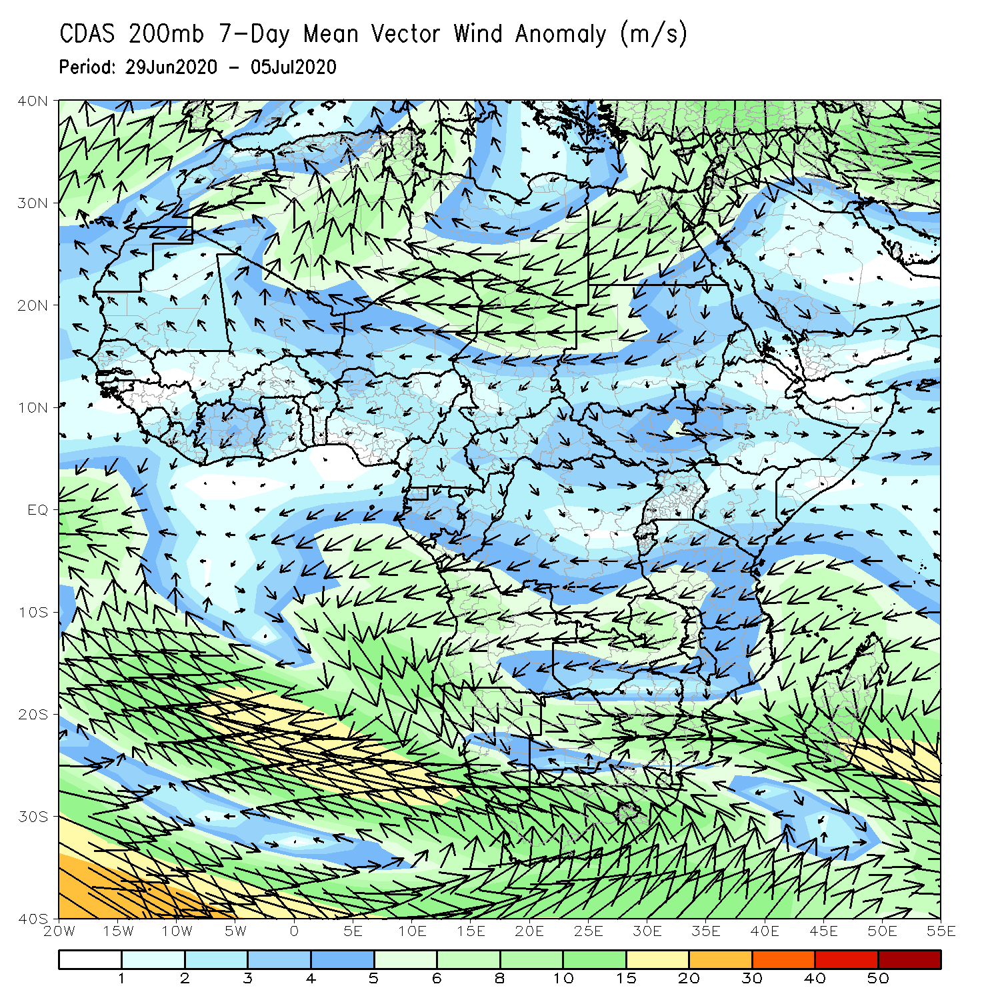 CDAS 200mb 7-Day Mean Vector Wind Anomaly (m/s)
Period: 29Jun2020 - 05Jul2020
40N
30N
20N
10N
EQ
10S
20S
30S
40S
20W 15W 10W 5W 0 5E 10E 15E 20E 25E 30E 35E 40E 45E 50E 55E
1 2 3 4 5 6 8 10 15 20 30 40 50